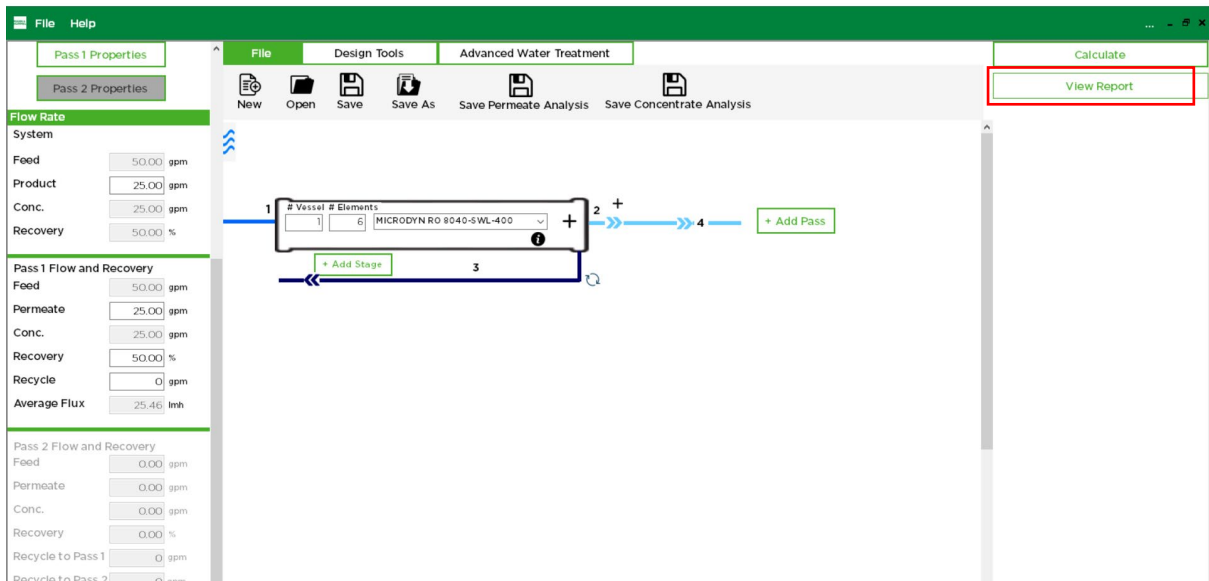 File Help ...
Pass 1 Properties
Pass 2 Properties
Flow Rate
System
Feed 50.00 gpm
Product 25.00 gpm
Conc. 25.00 gpm
Recovery 50.00 %
Pass 1 Flow and Recovery
Feed 50.00 gpm
Permeate 25.00 gpm
Conc. 25.00 gpm
Recovery 50.00 %
Recycle 0 gpm
Average Flux 25.46 lmh
Pass 2 Flow and Recovery
Feed 0.00 gpm
Permeate 0.00 gpm
Conc. 0.00 gpm
Recovery 0.00 %
Recycle to Pass 1 0 gpm
Recycle to Pass 2 0 gpm
File Design Tools Advanced Water Treatment
New Open Save Save As Save Permeate Analysis Save Concentrate Analysis
# Vessel # Elements
1 1 6 MICRODYN RO 8040-SWL-400 + 2 + 4 + Add Pass
+ Add Stage 3
Calculate
View Report